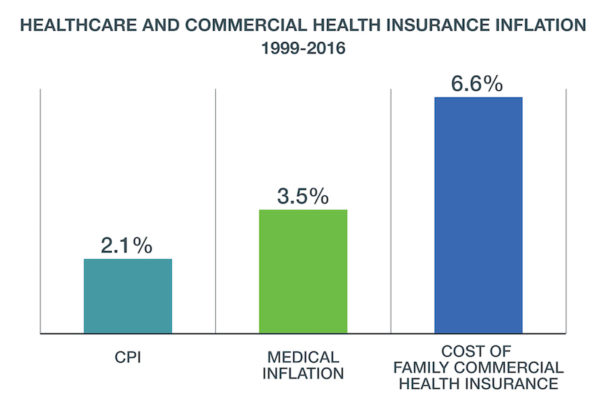 HEALTHCARE AND COMMERCIAL HEALTH INSURANCE INFLATION
1999-2016
2.1%
3.5%
6.6%
CPI
MEDICAL
INFLATION
COST OF
FAMILY COMMERCIAL
HEALTH INSURANCE